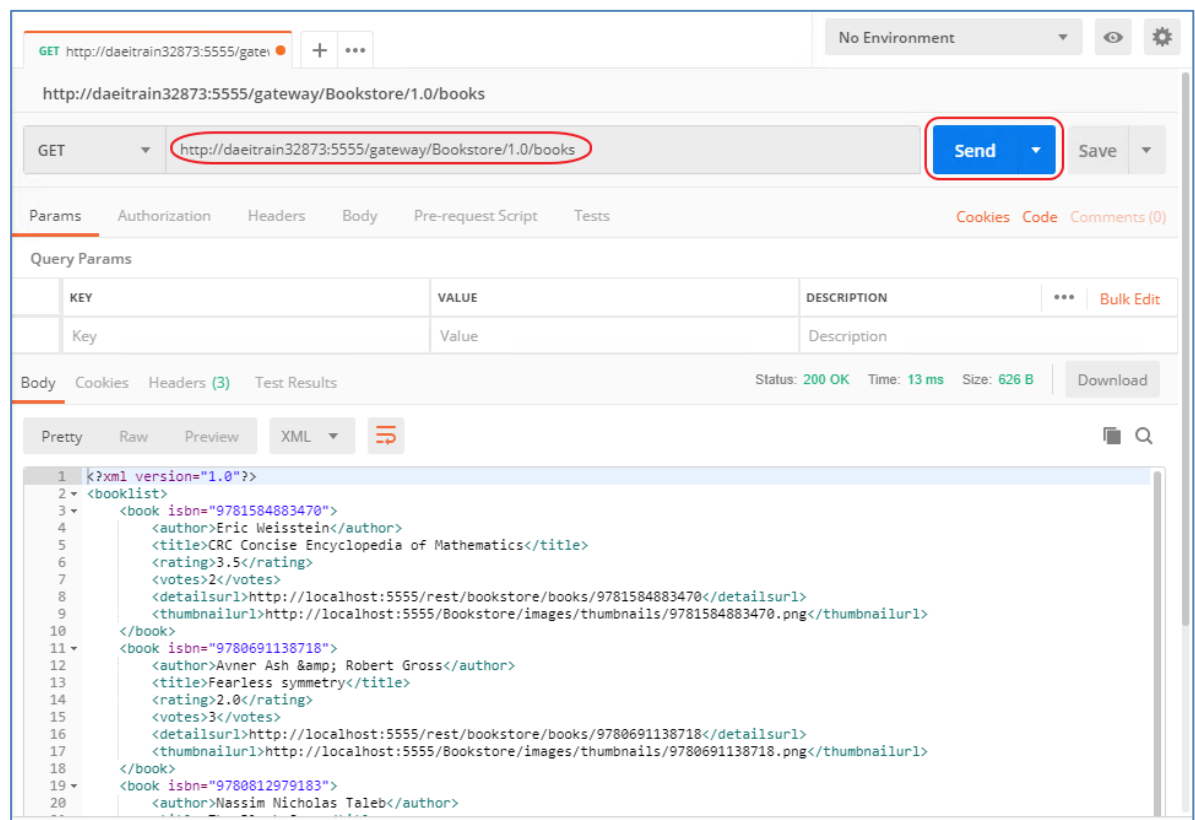 GET http://daeitrain32873:5555/gatew + ••• No Environment
http://daeitrain32873:5555/gateway/Bookstore/1.0/books
GET http://daeitrain32873:5555/gateway/Bookstore/1.0/books Send Save
Params Authorization Headers Body Pre-request Script Tests Cookies Code Comments (0)
Query Params
KEY VALUE DESCRIPTION ••• Bulk Edit
Key Value Description
Body Cookies Headers (3) Test Results Status: 200 OK Time: 13 ms Size: 626 B Download
Pretty Raw Preview XML
1 <?xml version="1.0"?>
2 <booklist>
3 <book isbn="9781584883470">
4 <author>Eric Weisstein</author>
5 <title>CRC Concise Encyclopedia of Mathematics</title>
6 <rating>3.5</rating>
7 <votes>2</votes>
8 <detailsurl>http://localhost:5555/rest/bookstore/books/9781584883470</detailsurl>
9 <thumbnailurl>http://localhost:5555/Bookstore/images/thumbnails/9781584883470.png</thumbnailurl>
10 </book>
11 <book isbn="9780691138718">
12 <author>Avner Ash &amp; Robert Gross</author>
13 <title>Fearless symmetry</title>
14 <rating>2.0</rating>
15 <votes>3</votes>
16 <detailsurl>http://localhost:5555/rest/bookstore/books/9780691138718</detailsurl>
17 <thumbnailurl>http://localhost:5555/Bookstore/images/thumbnails/9780691138718.png</thumbnailurl>
18 </book>
19 <book isbn="9780812979183">
20 <author>Nassim Nicholas Taleb</author>